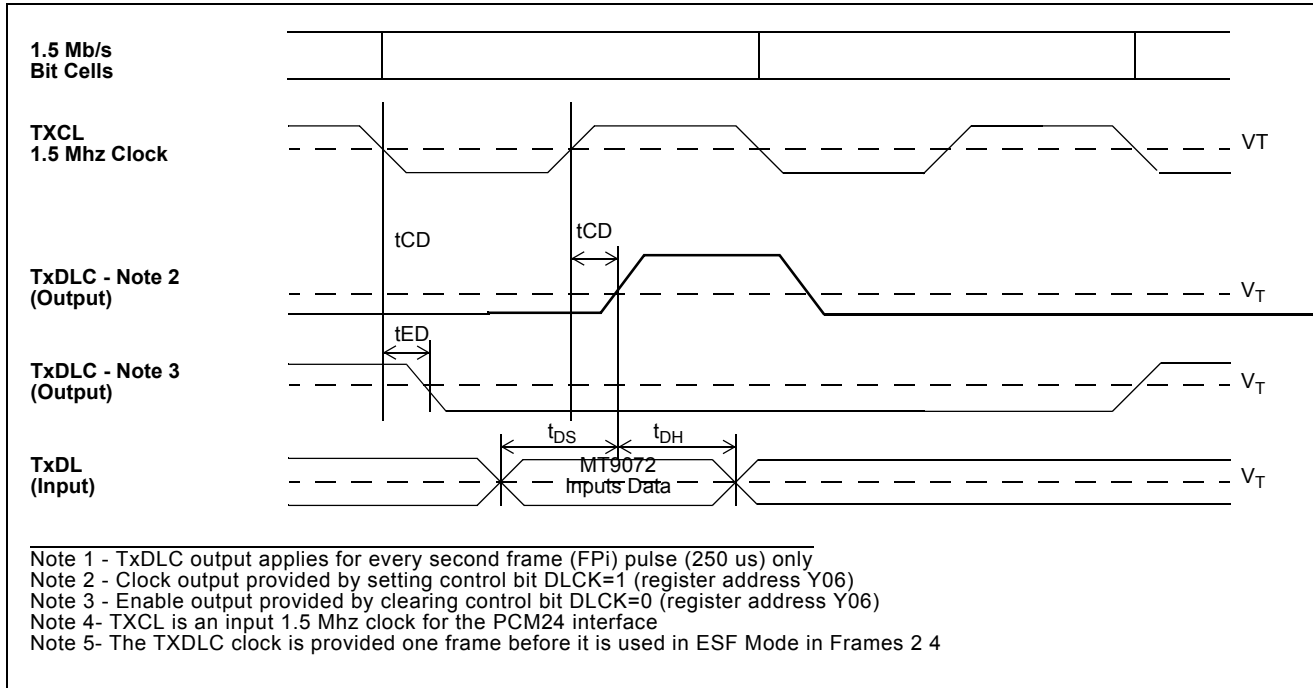 1.5 Mb/s
Bit Cells
TXCL
1.5 Mhz Clock
VT
tCD
tCD
TxDLC - Note 2
(Output)
VT
tED
TxDLC - Note 3
(Output)
VT
tDS
tDH
TxDL
(Input)
MT9072
Inputs Data
VT
Note 1 - TxDLC output applies for every second frame (FPi) pulse (250 us) only
Note 2 - Clock output provided by setting control bit DLCK=1 (register address Y06)
Note 3 - Enable output provided by clearing control bit DLCK=0 (register address Y06)
Note 4- TXCL is an input 1.5 Mhz clock for the PCM24 interface
Note 5- The TXDLC clock is provided one frame before it is used in ESF Mode in Frames 2 4